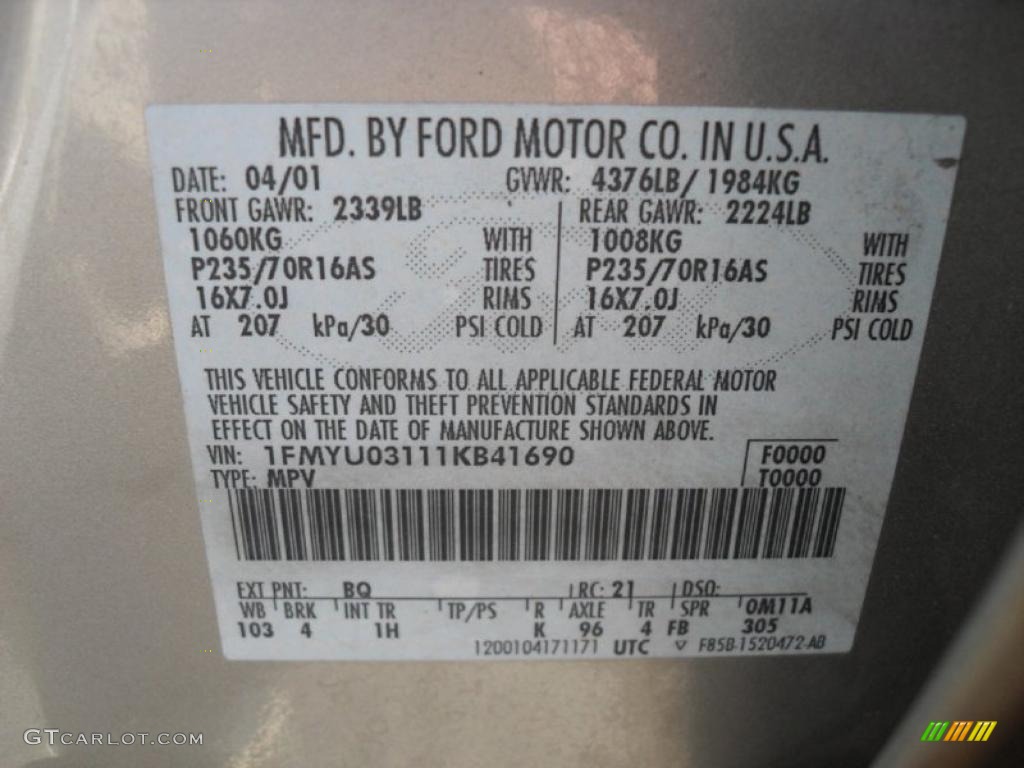 MFD. BY FORD MOTOR CO. IN U.S.A.
DATE: 04/01 GVWR: 4376LB/ 1984KG
FRONT GAWR: 2339LB REAR GAWR: 2224LB
1060KG WITH 1008KG WITH
P235/70R16AS TIRES P235/70R16AS TIRES
16X7.0J RIMS 16X7.0J RIMS
AT 207 kPa/30 PSI COLD AT 207 kPa/30 PSI COLD
THIS VEHICLE CONFORMS TO ALL APPLICABLE FEDERAL MOTOR
VEHICLE SAFETY AND THEFT PREVENTION STANDARDS IN
EFFECT ON THE DATE OF MANUFACTURE SHOWN ABOVE.
VIN: 1FMYU03111KB41690 F0000
TYPE: MPV T0000
EXT PNT: BQ RC: 21 DSO:
WB BRK INT TR TP/PS R AXLE TR SPR 0M11A
103 4 1H K 96 4 FB 305
1200104171171 UTC ▽ F85B-1520472-AB
GTCARLOT.COM